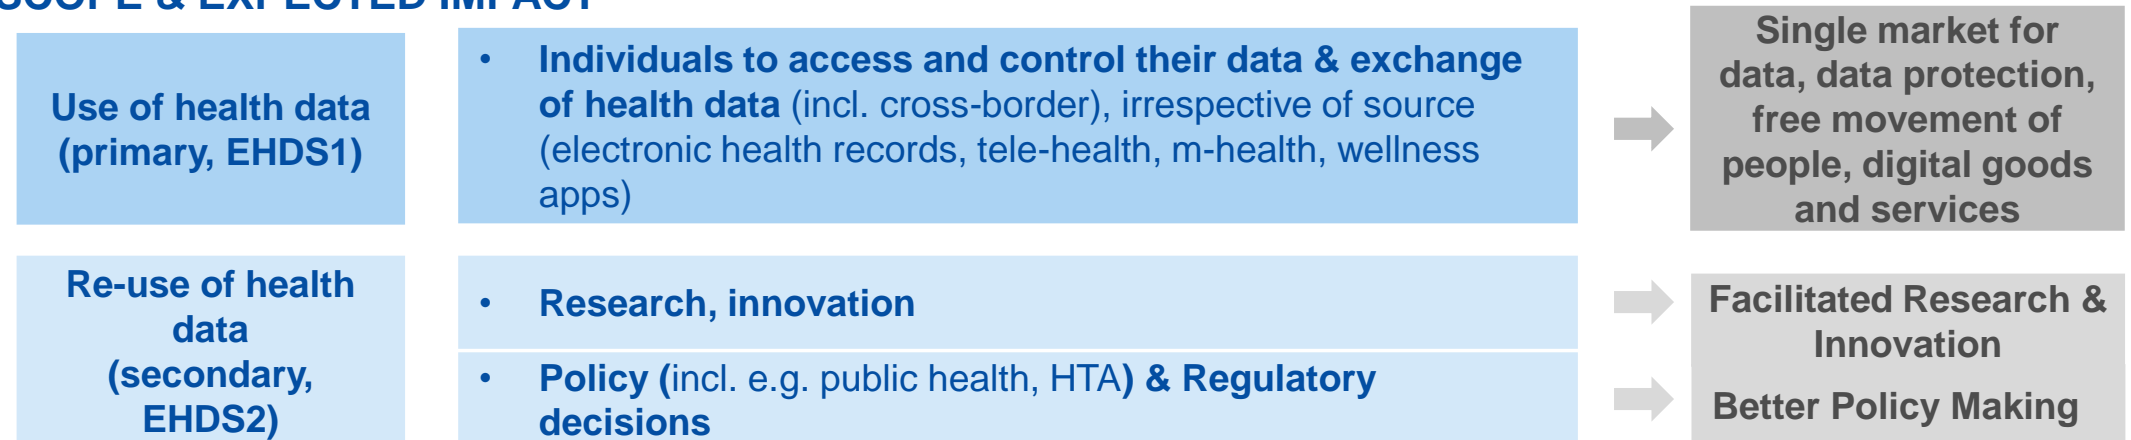 SCOPE & EXPECTED IMPACT
Use of health data
(primary, EHDS1)
• Individuals to access and control their data & exchange
of health data (incl. cross-border), irrespective of source
(electronic health records, tele-health, m-health, wellness
apps)
Single market for
data, data protection,
free movement of
people, digital goods
and services
Re-use of health
data
(secondary,
EHDS2)
• Research, innovation
Facilitated Research &
Innovation
• Policy (incl. e.g. public health, HTA) & Regulatory
decisions
Better Policy Making